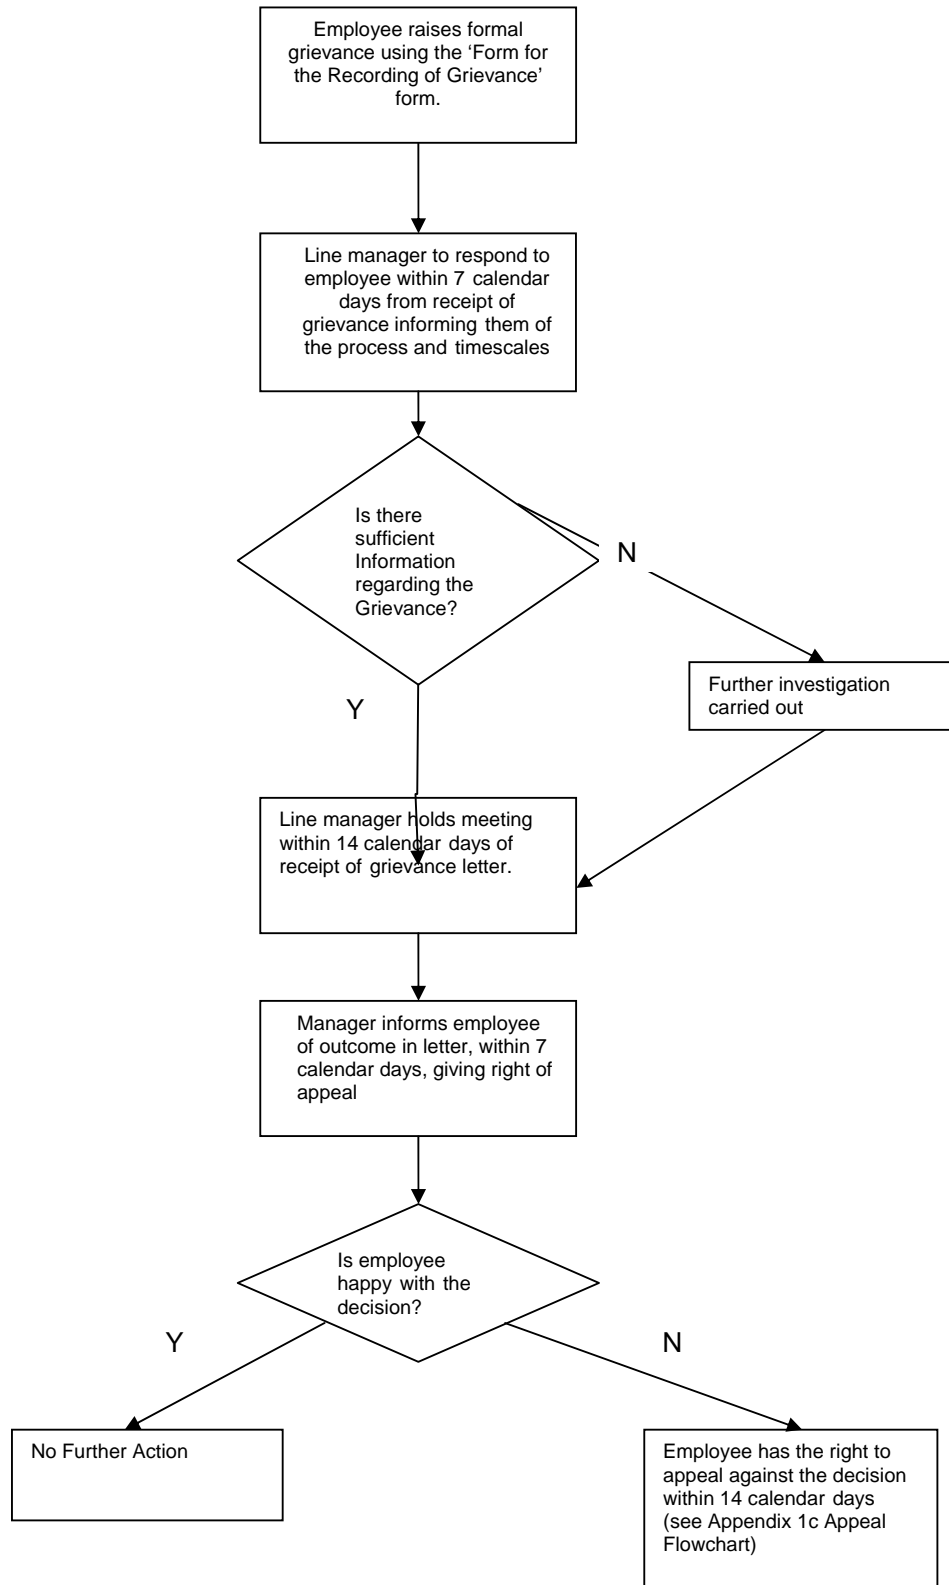 Employee raises formal
grievance using the ‘Form for
the Recording of Grievance’
form.
Line manager to respond to
employee within 7 calendar
days from receipt of
grievance informing them of
the process and timescales
Is there
sufficient
Information
regarding the
Grievance?
N
Further investigation
carried out
Y
Line manager holds meeting
within 14 calendar days of
receipt of grievance letter.
Manager informs employee
of outcome in letter, within 7
calendar days, giving right of
appeal
Is employee
happy with the
decision?
Y
N
No Further Action
Employee has the right to
appeal against the decision
within 14 calendar days
(see Appendix 1c Appeal
Flowchart)